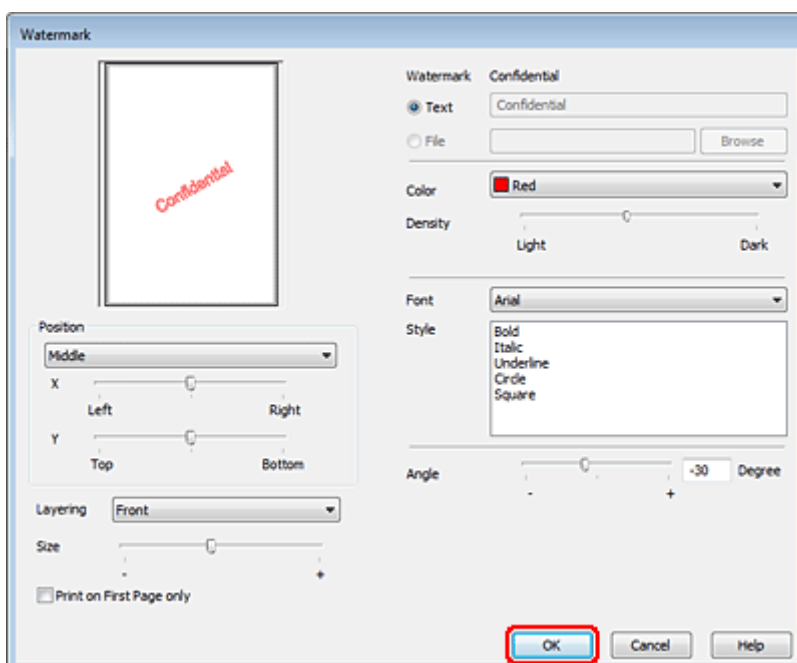 Watermark
Confidential
Watermark Confidential
Text Confidential
File Browse
Color Red
Density
Light Dark
Font Arial
Style Bold
Italic
Underline
Circle
Square
Angle -30 Degree
- +
Position
Middle
X
Left Right
Y
Top Bottom
Layering Front
Size
- +
Print on First Page only
OK Cancel Help